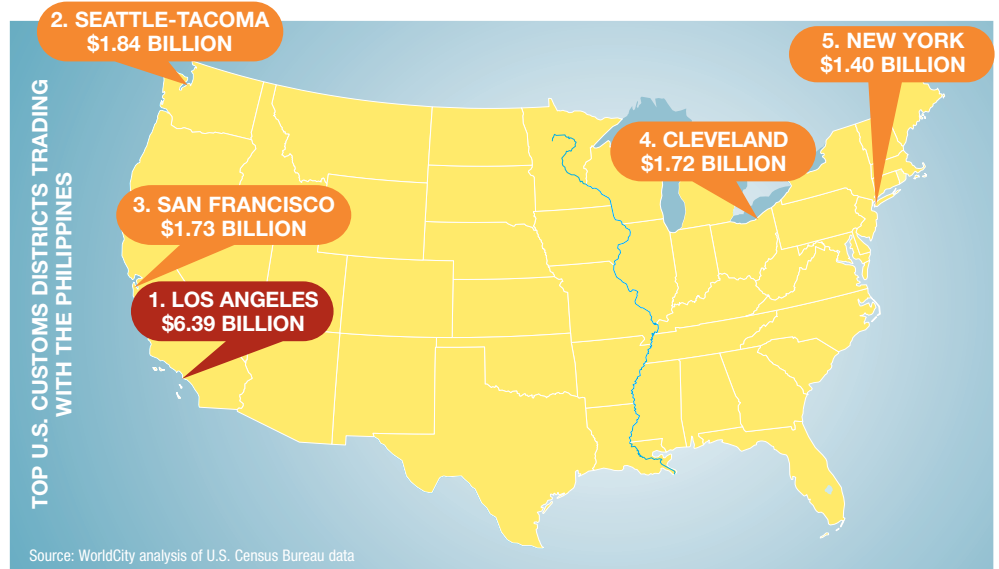 TOP U.S. CUSTOMS DISTRICTS TRADING
WITH THE PHILIPPINES
2. SEATTLE-TACOMA
$1.84 BILLION
5. NEW YORK
$1.40 BILLION
4. CLEVELAND
$1.72 BILLION
3. SAN FRANCISCO
$1.73 BILLION
1. LOS ANGELES
$6.39 BILLION
Source: WorldCity analysis of U.S. Census Bureau data